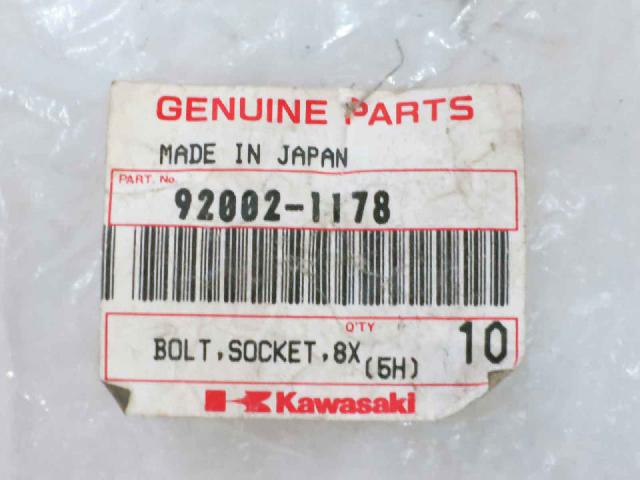 GENUINE PARTS
MADE IN JAPAN
PART. No.
92002-1178
Q'TY
BOLT,SOCKET,8X 10
(5H)
Kawasaki